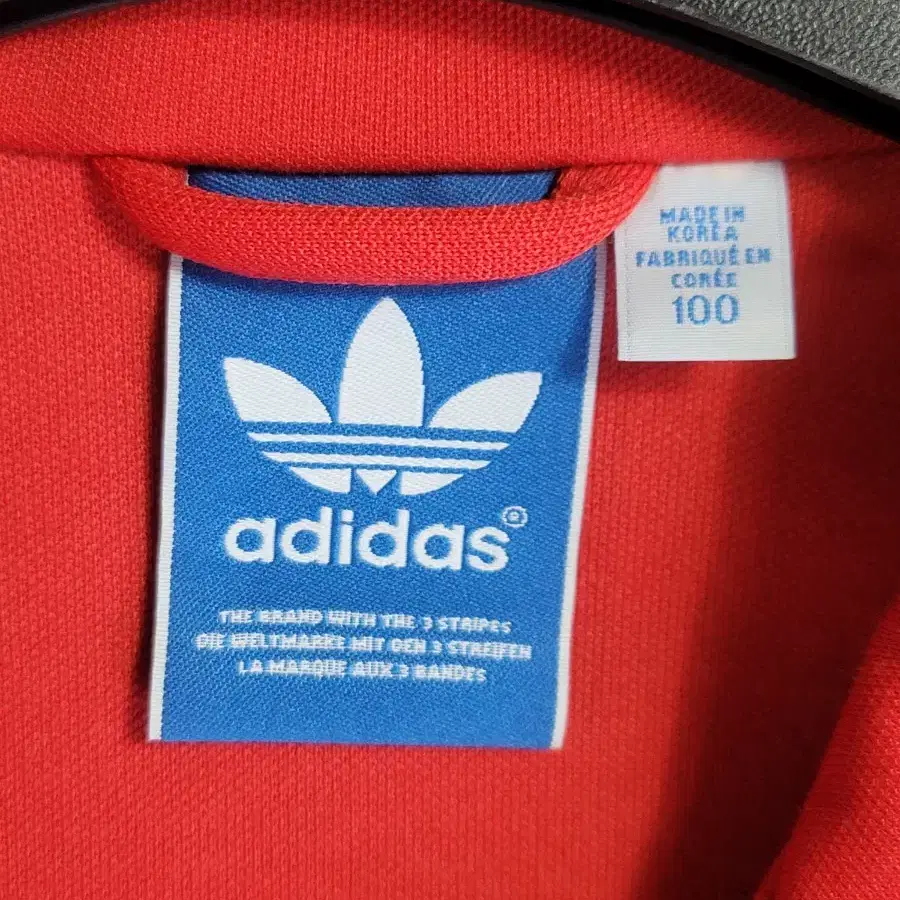 MADE IN
KOREA
FABRIQUÉ EN
CORÉE
100
adidas®
THE BRAND WITH THE 3 STRIPES
DIE WELTMARKE MIT DEN 3 STREIFEN
LA MARQUE AUX 3 BANDES